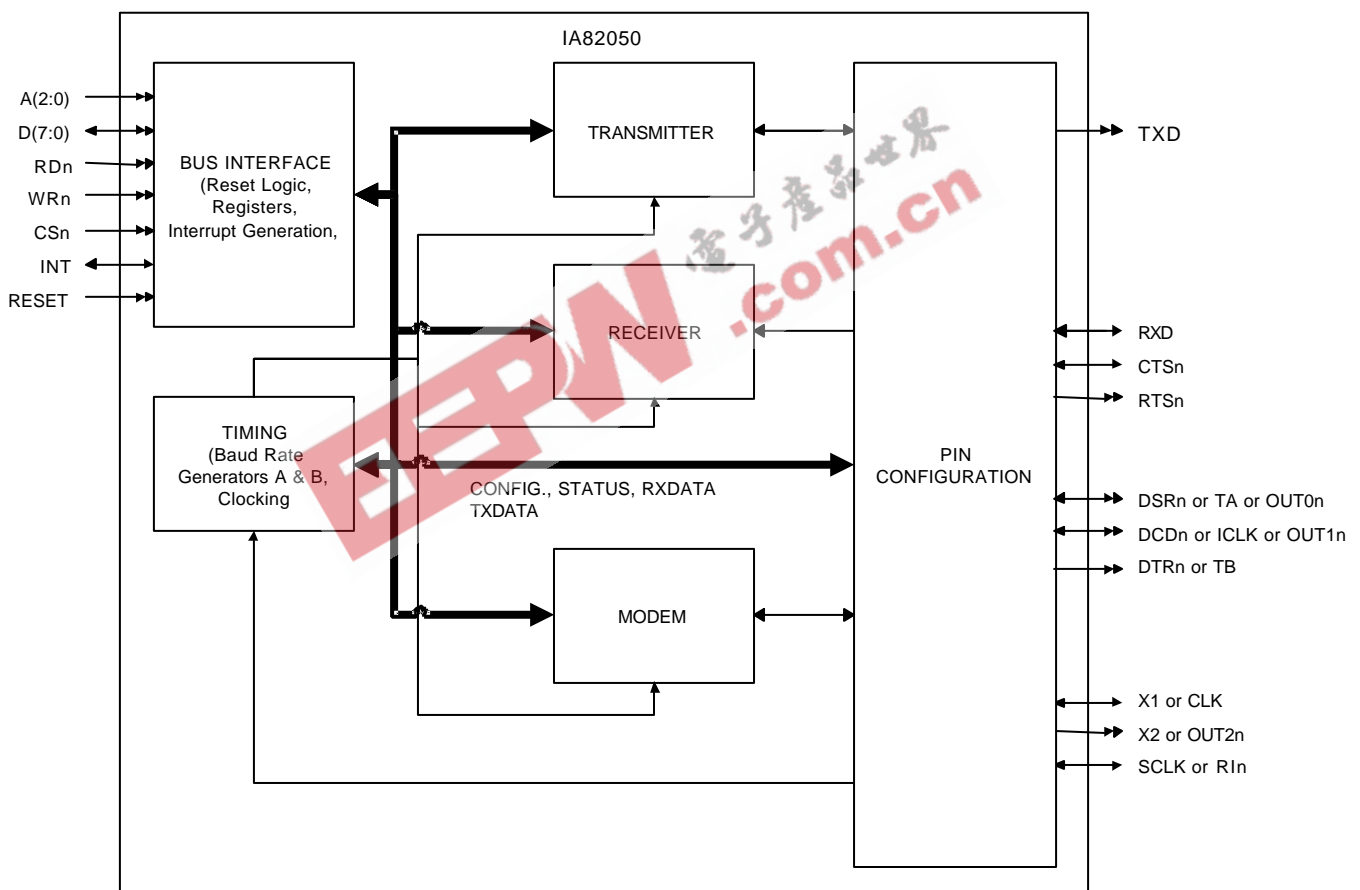 IA82050
A(2:0)
D(7:0)
RDn
WRn
CSn
INT
RESET
BUS INTERFACE
(Reset Logic,
Registers,
Interrupt Generation,
TIMING
(Baud Rate
Generators A & B,
Clocking
TRANSMITTER
RECEIVER
CONFIG., STATUS, RXDATA
TXDATA
MODEM
PIN
CONFIGURATION
TXD
RXD
CTSn
RTSn
DSRn or TA or OUT0n
DCDn or ICLK or OUT1n
DTRn or TB
X1 or CLK
X2 or OUT2n
SCLK or RIn
EEPW
.com.cn
電子產品世界